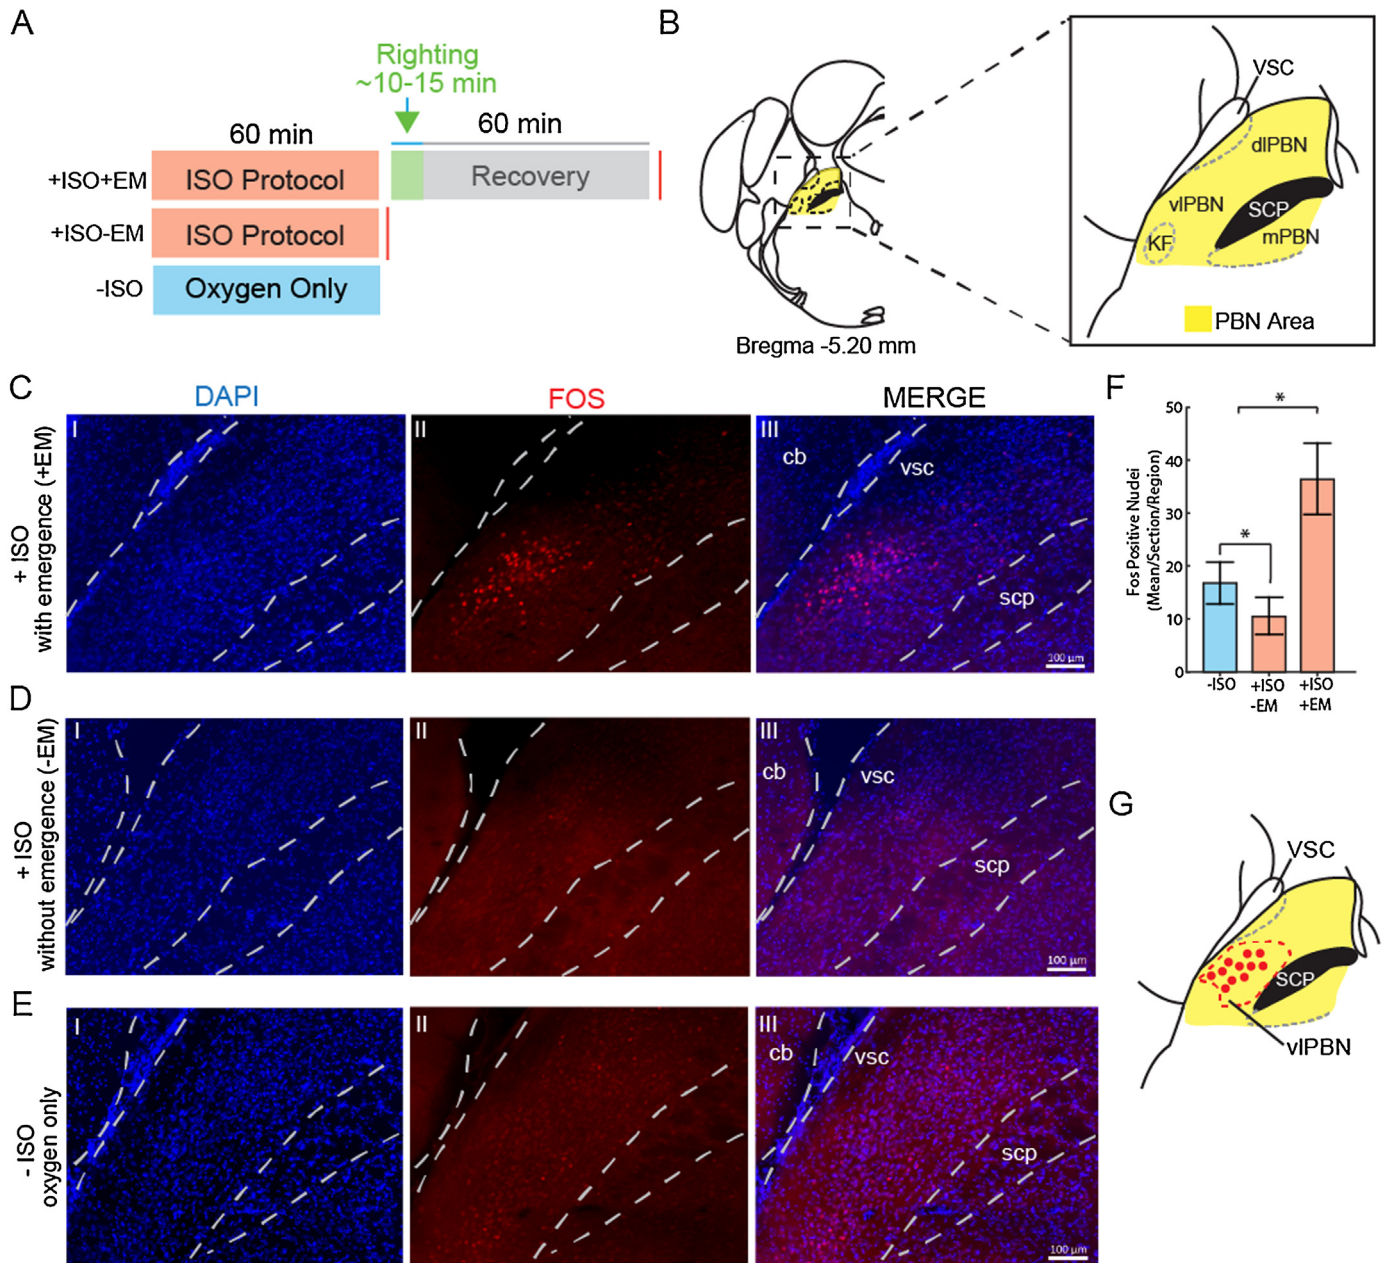 A
Righting
~10-15 min
60 min
60 min
+ISO+EM
ISO Protocol
Recovery
+ISO-EM
ISO Protocol
-ISO
Oxygen Only
B
Bregma -5.20 mm
VSC
dlPBN
vlPBN
SCP
KF
mPBN
PBN Area
C
DAPI
FOS
MERGE
+ ISO
with emergence (+EM)
I
II
III
cb
vsc
scp
100 µm
D
+ ISO
without emergence (-EM)
I
II
III
cb
vsc
scp
100 µm
E
- ISO
oxygen only
I
II
III
cb
vsc
scp
100 µm
F
Fos Positive Nudei
(Mean/Section/Region)
50
40
30
20
10
0
*
*
-ISO
+ISO
-EM
+ISO
+EM
G
VSC
SCP
vlPBN